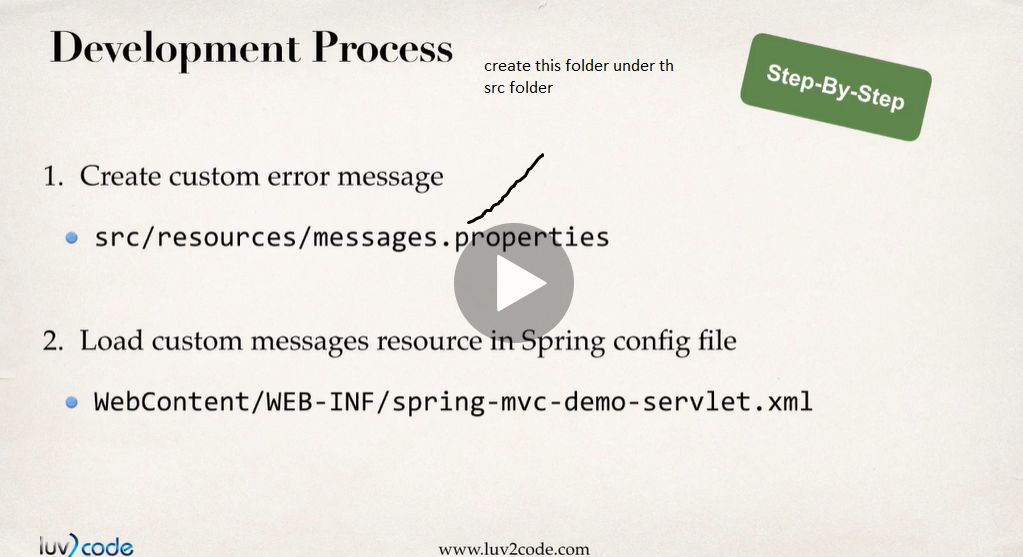 Development Process
create this folder under th
src folder
Step-By-Step
1. Create custom error message
src/resources/messages.properties
2. Load custom messages resource in Spring config file
WebContent/WEB-INF/spring-mvc-demo-servlet.xml
luv2code
www.luv2code.com